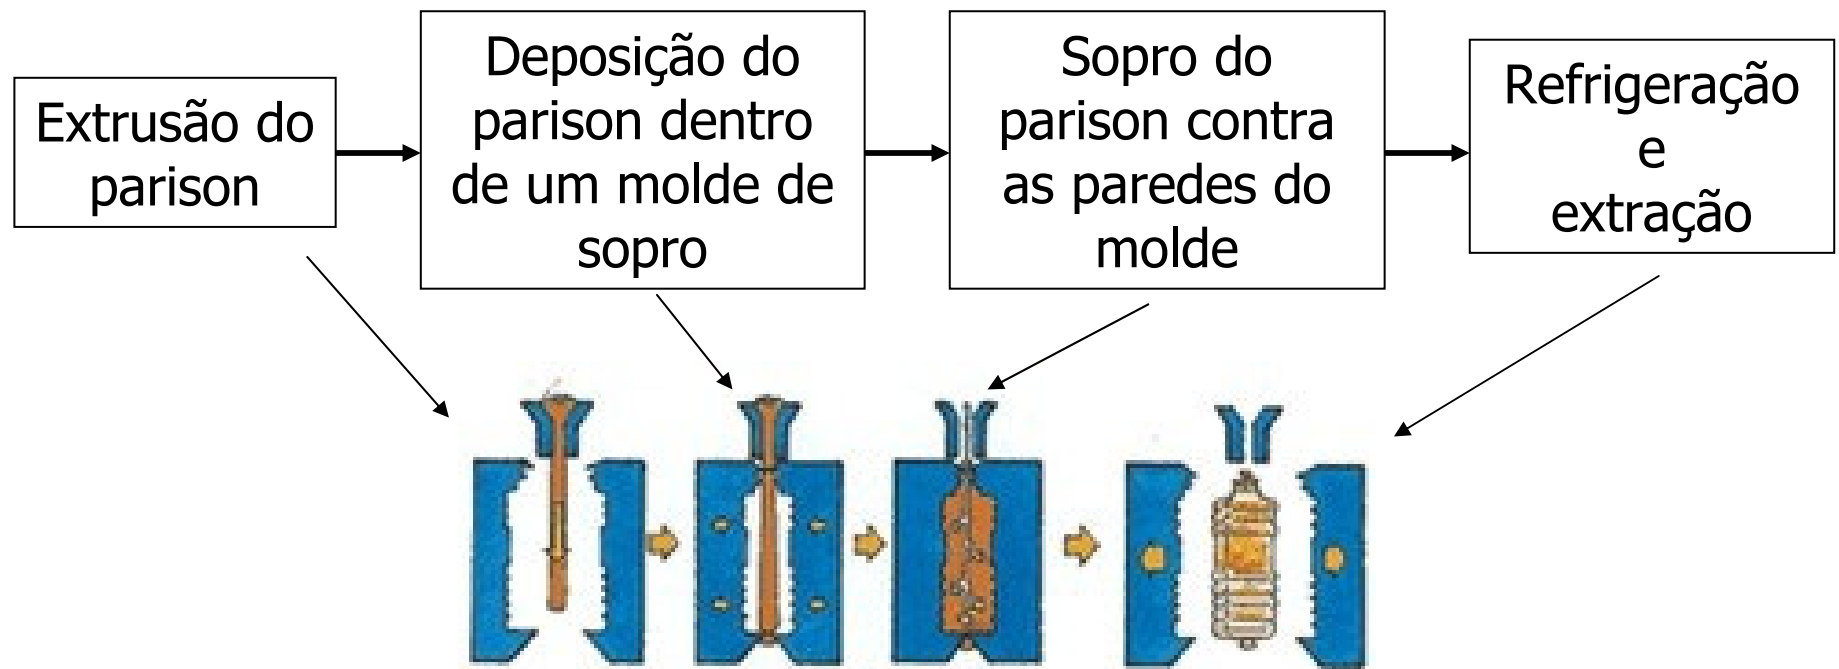 Extrusão do
parison
Deposição do
parison dentro
de um molde de
sopro
Sopro do
parison contra
as paredes do
molde
Refrigeração
e
extração